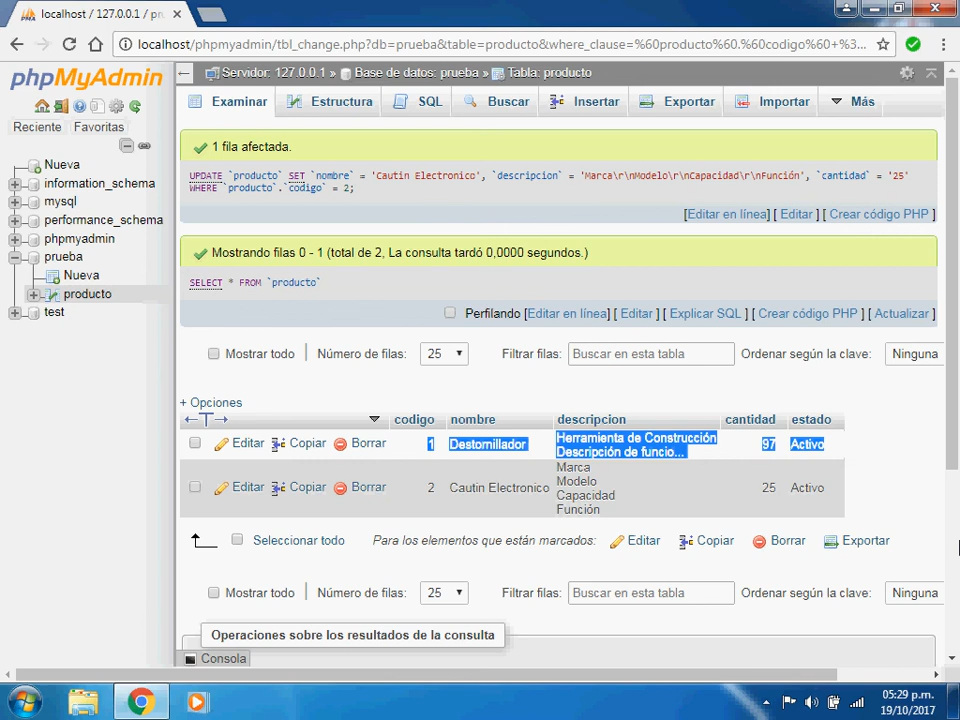 localhost / 127.0.0.1 / pru
localhost/phpmyadmin/tbl_change.php?db=prueba&table=producto&where_clause=%60producto%60.%60codigo%60+%3...
phpMyAdmin
Reciente Favoritas
Nueva
information_schema
mysql
performance_schema
phpmyadmin
prueba
Nueva
producto
test
Servidor: 127.0.0.1 » Base de datos: prueba » Tabla: producto
Examinar Estructura SQL Buscar Insertar Exportar Importar Más
1 fila afectada.
UPDATE `producto` SET `nombre` = 'Cautin Electronico', `descripcion` = 'Marca\r\nModelo\r\nCapacidad\r\nFunción', `cantidad` = '25'
WHERE `producto`.`codigo` = 2;
[Editar en línea] [ Editar ] [ Crear código PHP ]
Mostrando filas 0 - 1 (total de 2, La consulta tardó 0,0000 segundos.)
SELECT * FROM `producto`
Perfilando [Editar en línea] [ Editar ] [ Explicar SQL ] [ Crear código PHP ] [ Actualizar ]
Mostrar todo Número de filas: 25 Filtrar filas: Buscar en esta tabla Ordenar según la clave: Ninguna
+ Opciones
←T→ codigo nombre descripcion cantidad estado
Editar Copiar Borrar 1 Destornillador Herramienta de Construcción 97 Activo
Descripción de funcio...
Editar Copiar Borrar 2 Cautin Electronico Marca 25 Activo
Modelo
Capacidad
Función
Seleccionar todo Para los elementos que están marcados: Editar Copiar Borrar Exportar
Mostrar todo Número de filas: 25 Filtrar filas: Buscar en esta tabla Ordenar según la clave: Ninguna
Operaciones sobre los resultados de la consulta
Consola
05:29 p.m.
19/10/2017